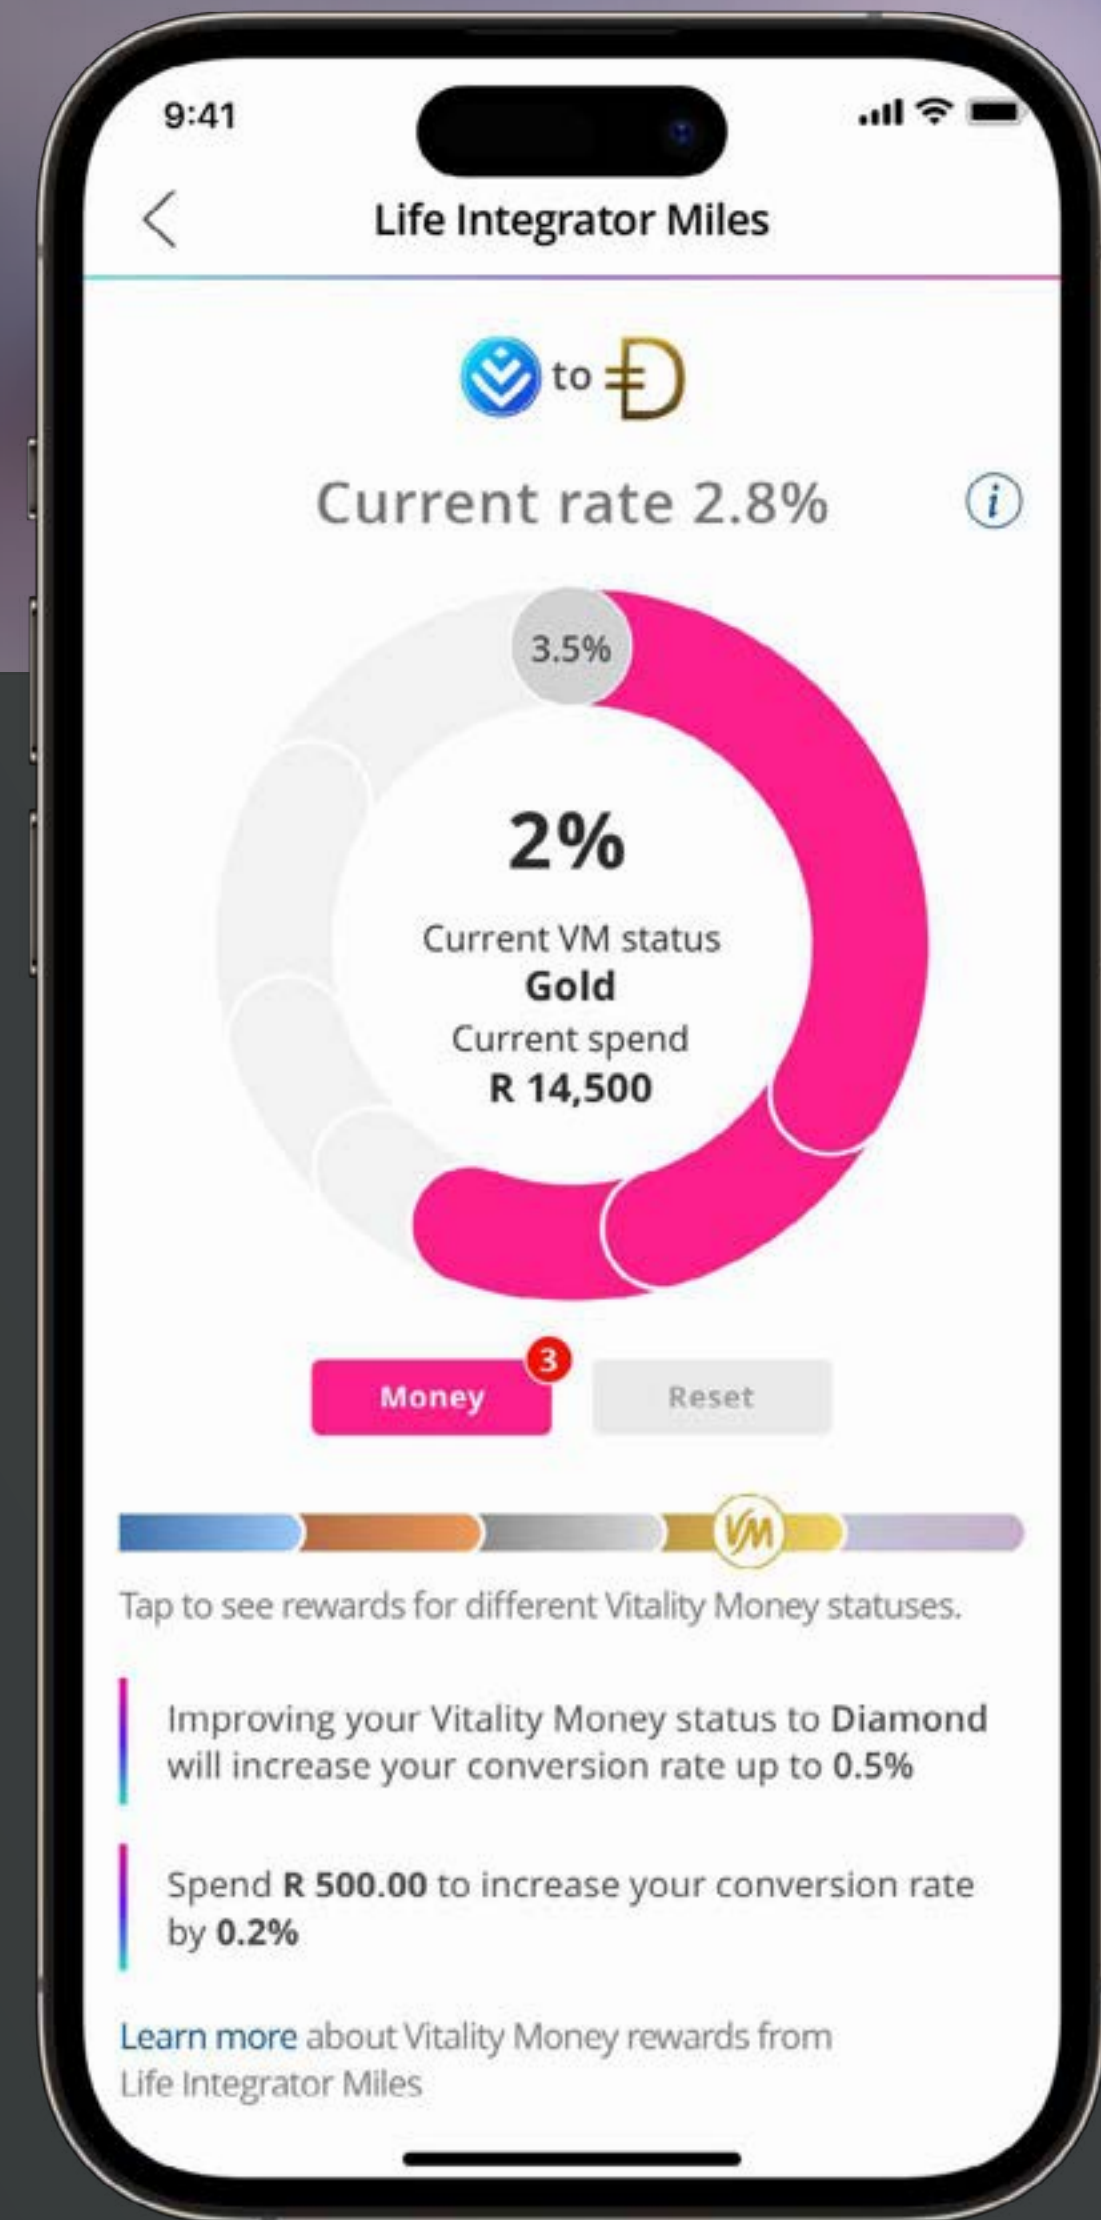 9:41
Life Integrator Miles
to
Current rate 2.8%
i
3.5%
2%
Current VM status
Gold
Current spend
R 14,500
3
Money
Reset
VM
Tap to see rewards for different Vitality Money statuses.
Improving your Vitality Money status to Diamond
will increase your conversion rate up to 0.5%
Spend R 500.00 to increase your conversion rate
by 0.2%
Learn more about Vitality Money rewards from
Life Integrator Miles